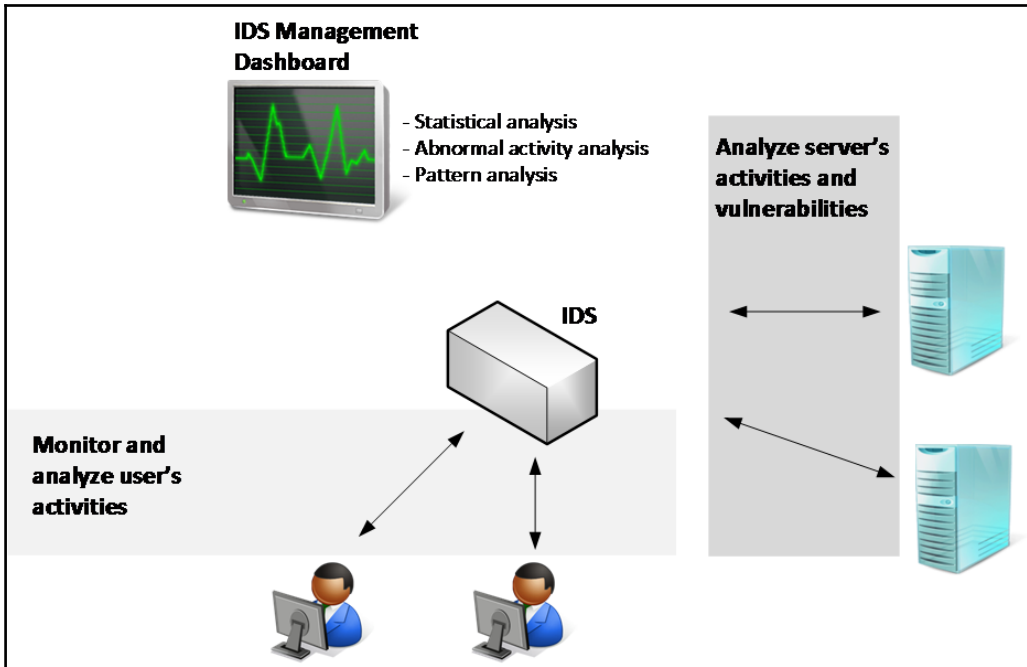 IDS Management
Dashboard
- Statistical analysis
- Abnormal activity analysis
- Pattern analysis
Analyze server's
activities and
vulnerabilities
IDS
Monitor and
analyze user's
activities